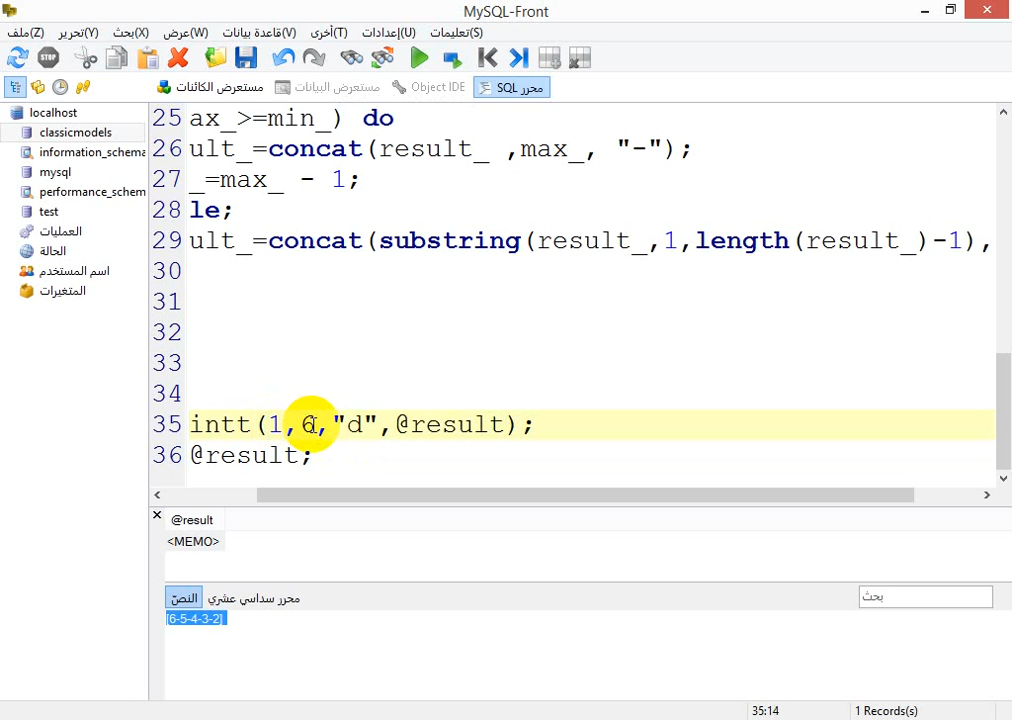 MySQL-Front
ملف(Z) تحرير(Y) بحث(X) عرض(W) قاعدة بيانات(V) أخرى(T) إعدادات(U) تعليمات(S)
مستعرض الكائنات مستعرض البيانات Object IDE محرر SQL
localhost
classicmodels
information_schema
mysql
performance_schem
test
العمليات
الحالة
اسم المستخدم
المتغيرات
25 ax_>=min_) do
26 ult_=concat(result_ ,max_, "-");
27 _=max_ - 1;
28 le;
29 ult_=concat(substring(result_,1,length(result_)-1),
30
31
32
33
34
35 intt(1,6,"d",@result);
36 @result;
@result
<MEMO>
النصّ محرر سداسي عشري
بحث
[6-5-4-3-2]
35:14 1 Records(s)